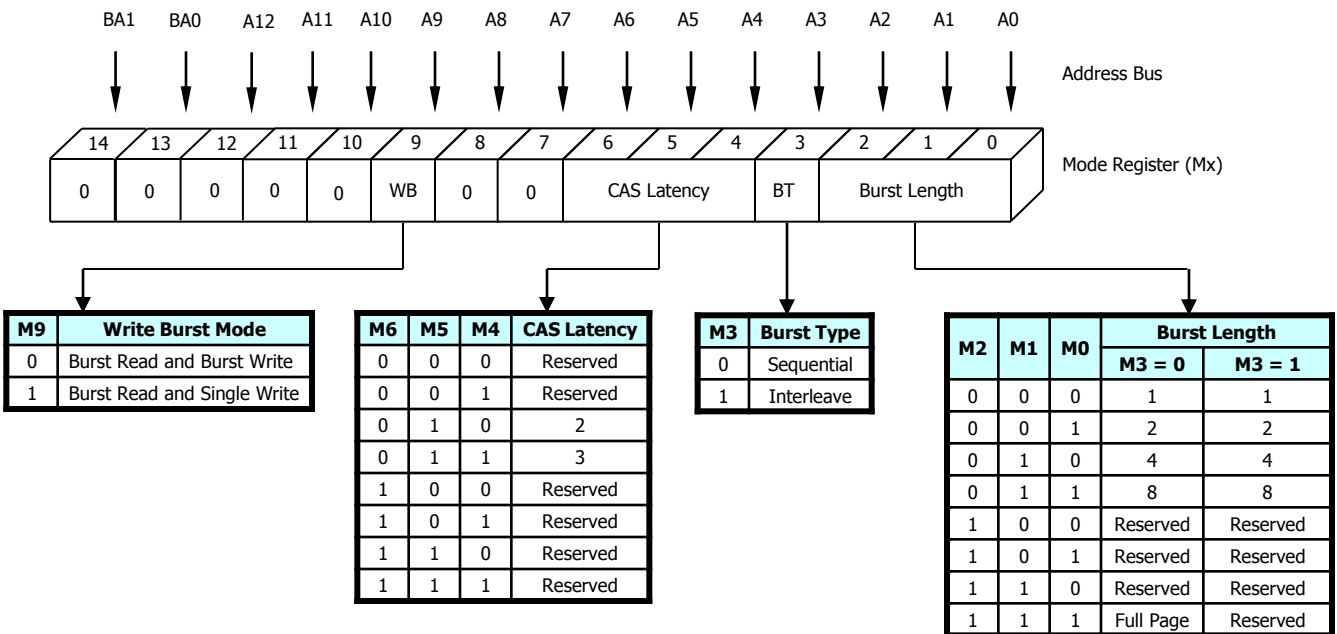 BA1 BA0 A12 A11 A10 A9 A8 A7 A6 A5 A4 A3 A2 A1 A0
Address Bus
14 13 12 11 10 9 8 7 6 5 4 3 2 1 0
Mode Register (Mx)
0 0 0 0 0 WB 0 0 CAS Latency BT Burst Length
M9 Write Burst Mode
0 Burst Read and Burst Write
1 Burst Read and Single Write
M6 M5 M4 CAS Latency
0 0 0 Reserved
0 0 1 Reserved
0 1 0 2
0 1 1 3
1 0 0 Reserved
1 0 1 Reserved
1 1 0 Reserved
1 1 1 Reserved
M3 Burst Type
0 Sequential
1 Interleave
M2 M1 M0 Burst Length
M3 = 0 M3 = 1
0 0 0 1 1
0 0 1 2 2
0 1 0 4 4
0 1 1 8 8
1 0 0 Reserved Reserved
1 0 1 Reserved Reserved
1 1 0 Reserved Reserved
1 1 1 Full Page Reserved